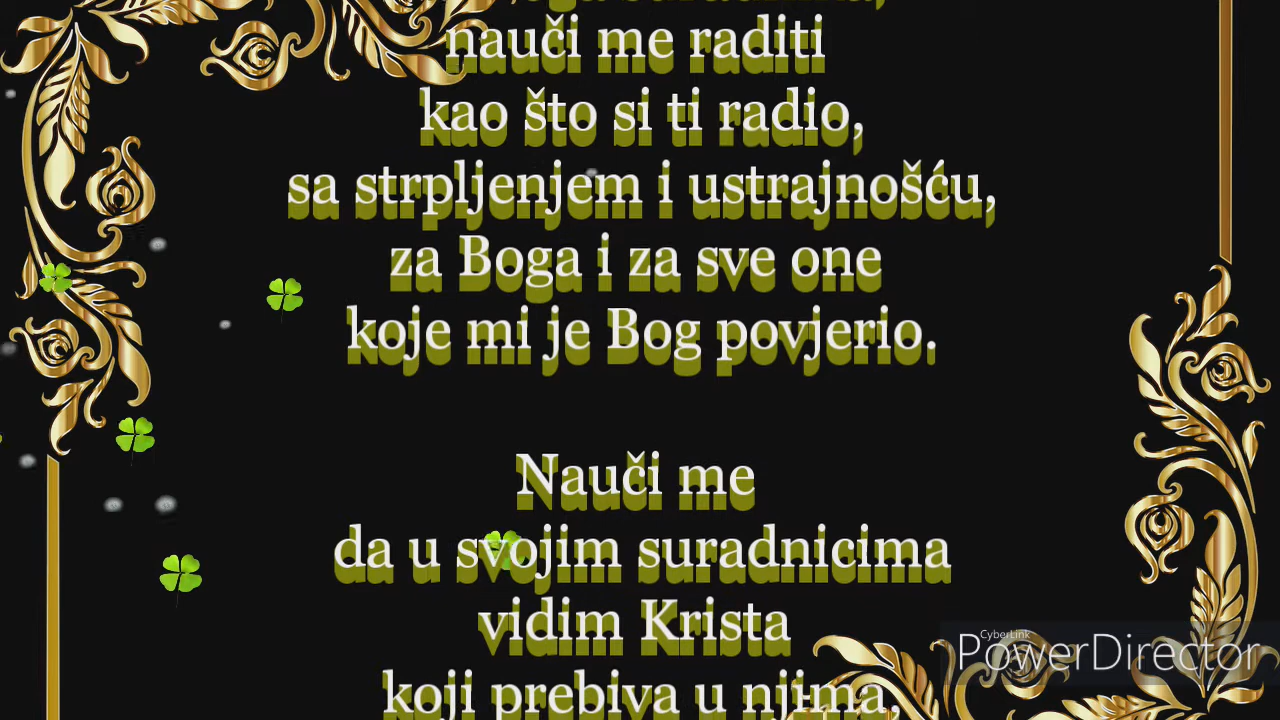 nauči me raditi
kao što si ti radio,
sa strpljenjem i ustrajnošću,
za Boga i za sve one
koje mi je Bog povjerio.
Nauči me
da u svojim suradnicima
vidim Krista
koji prebiva u njima,
CyberLink
PowerDirector